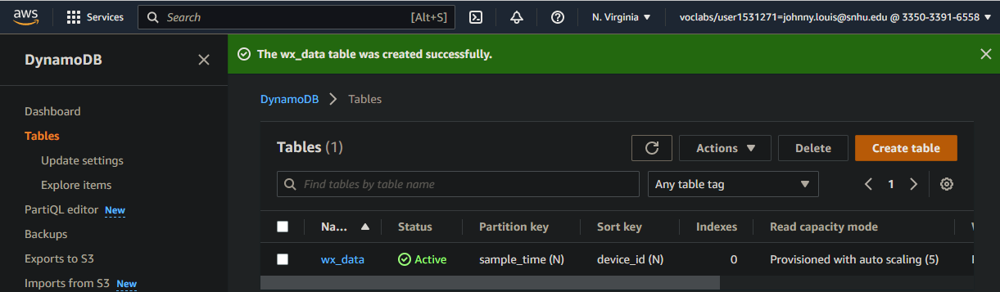 aws Services Search [Alt+S] N. Virginia voclabs/user1531271=johnny.louis@snhu.edu @ 3350-3391-6558
DynamoDB
The wx_data table was created successfully.
DynamoDB Tables
Dashboard
Tables
Update settings
Explore items
PartiQL editor New
Backups
Exports to S3
Imports from S3 New
Tables (1) Actions Delete Create table
Find tables by table name Any table tag 1
Na... Status Partition key Sort key Indexes Read capacity mode
wx_data Active sample_time (N) device_id (N) 0 Provisioned with auto scaling (5)